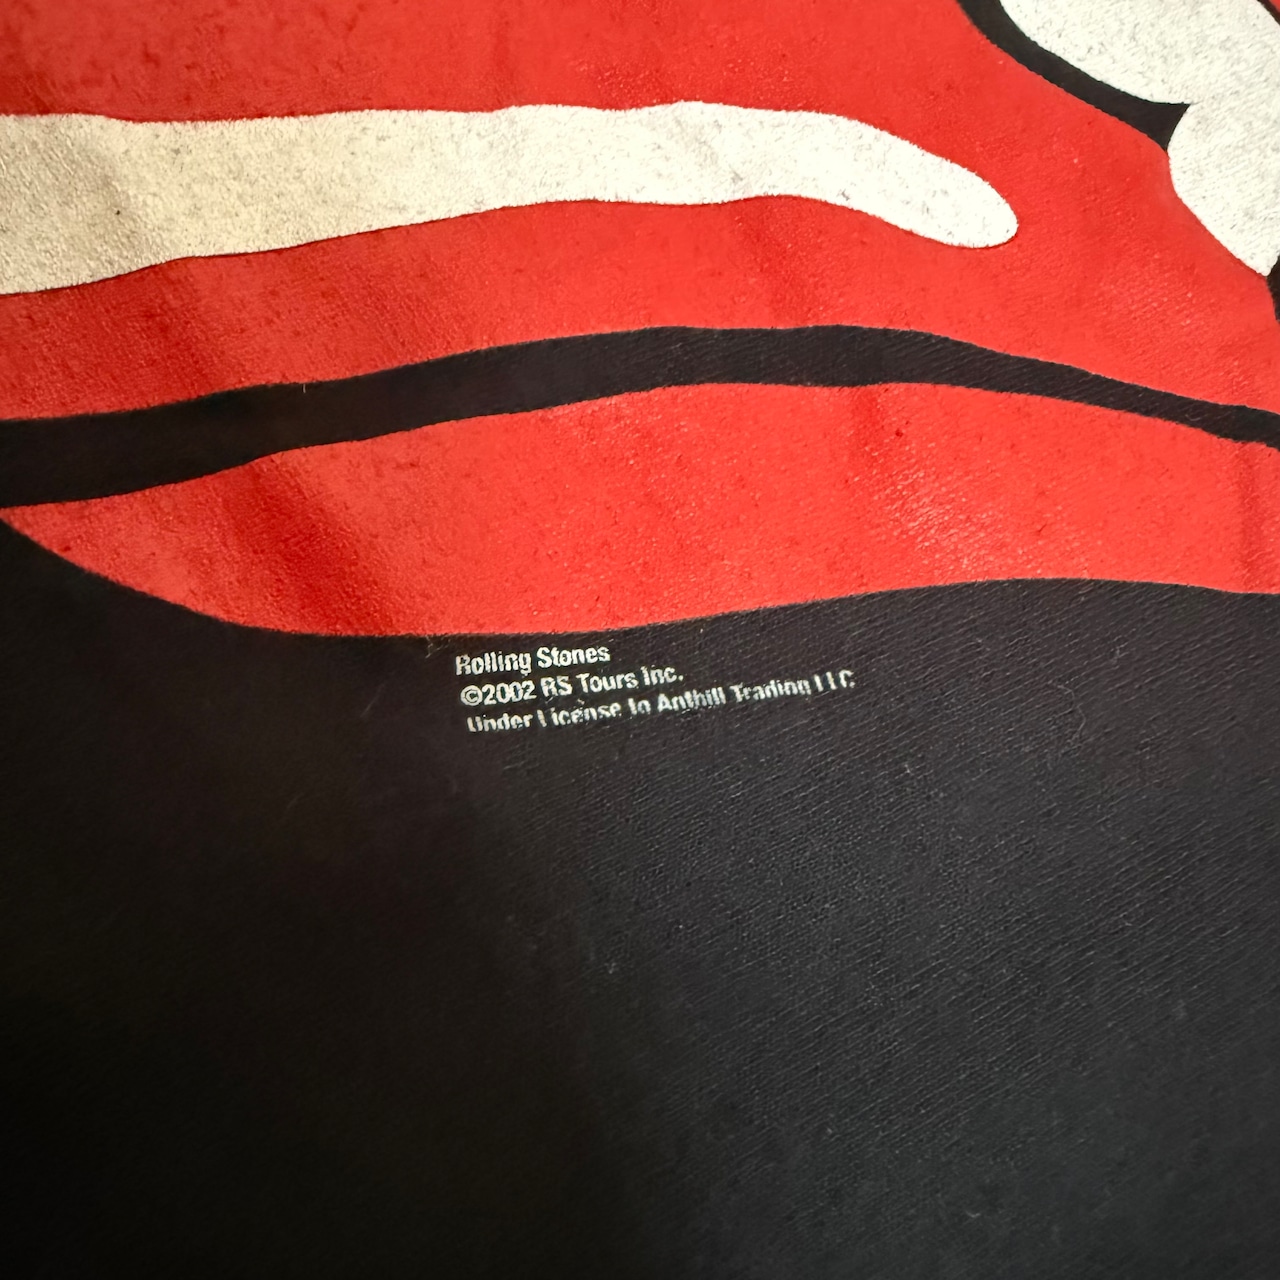 Rolling Stones
©2002 RS Tours Inc.
Under License to Anthill Trading LLC